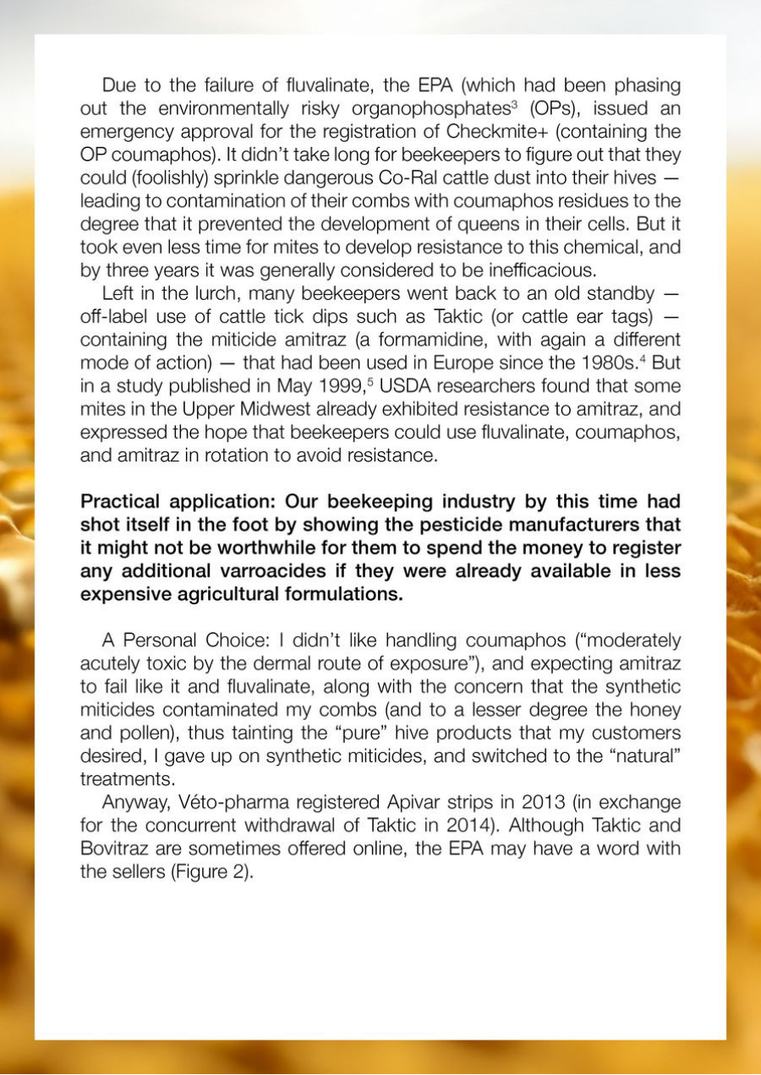 Due to the failure of fluvalinate, the EPA (which had been phasing
out the environmentally risky organophosphates³ (OPs), issued an
emergency approval for the registration of Checkmite+ (containing the
OP coumaphos). It didn’t take long for beekeepers to figure out that they
could (foolishly) sprinkle dangerous Co-Ral cattle dust into their hives —
leading to contamination of their combs with coumaphos residues to the
degree that it prevented the development of queens in their cells. But it
took even less time for mites to develop resistance to this chemical, and
by three years it was generally considered to be inefficacious.
Left in the lurch, many beekeepers went back to an old standby —
off-label use of cattle tick dips such as Taktic (or cattle ear tags) —
containing the miticide amitraz (a formamidine, with again a different
mode of action) — that had been used in Europe since the 1980s.⁴ But
in a study published in May 1999,⁵ USDA researchers found that some
mites in the Upper Midwest already exhibited resistance to amitraz, and
expressed the hope that beekeepers could use fluvalinate, coumaphos,
and amitraz in rotation to avoid resistance.
Practical application: Our beekeeping industry by this time had
shot itself in the foot by showing the pesticide manufacturers that
it might not be worthwhile for them to spend the money to register
any additional varroacides if they were already available in less
expensive agricultural formulations.
A Personal Choice: I didn’t like handling coumaphos (“moderately
acutely toxic by the dermal route of exposure”), and expecting amitraz
to fail like it and fluvalinate, along with the concern that the synthetic
miticides contaminated my combs (and to a lesser degree the honey
and pollen), thus tainting the “pure” hive products that my customers
desired, I gave up on synthetic miticides, and switched to the “natural”
treatments.
Anyway, Véto-pharma registered Apivar strips in 2013 (in exchange
for the concurrent withdrawal of Taktic in 2014). Although Taktic and
Bovitraz are sometimes offered online, the EPA may have a word with
the sellers (Figure 2).